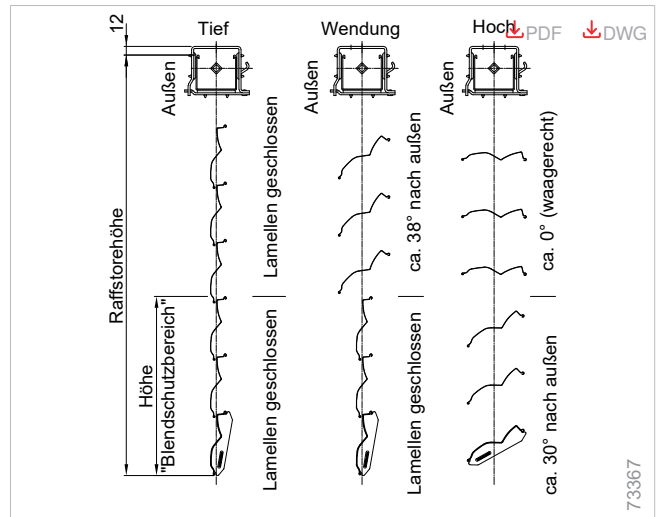 12
Tief
Wendung
Hoch
PDF
DWG
Außen
Außen
Außen
Raffstorehöhe
Lamellen geschlossen
ca. 38° nach außen
ca. 0° (waagerecht)
Höhe
"Blendschutzbereich"
Lamellen geschlossen
Lamellen geschlossen
ca. 30° nach außen
73367